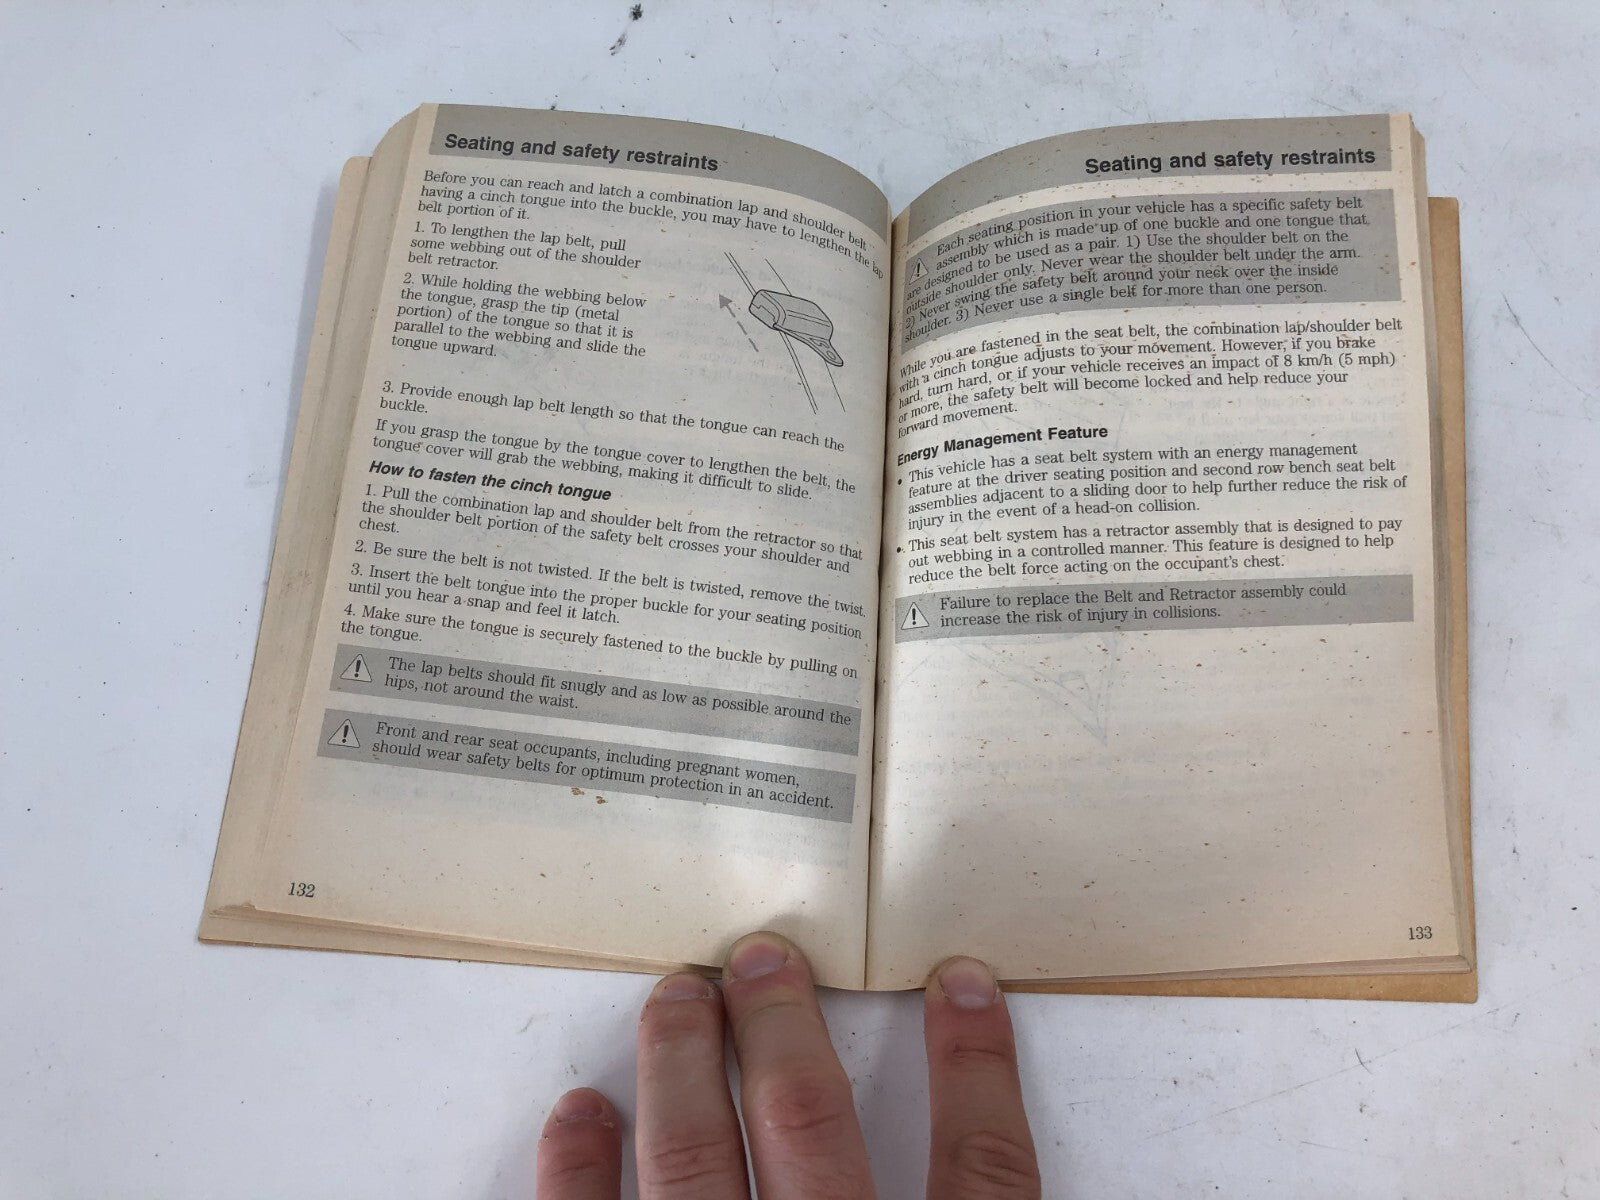 Seating and safety restraints
Before you can reach and latch a combination lap and shoulder belt
having a cinch tongue into the buckle, you may have to lengthen the lap
belt portion of it.
1. To lengthen the lap belt, pull
some webbing out of the shoulder
belt retractor.
2. While holding the webbing below
the tongue, grasp the tip (metal
portion) of the tongue so that it is
parallel to the webbing and slide the
tongue upward.
3. Provide enough lap belt length so that the tongue can reach the
buckle.
If you grasp the tongue by the tongue cover to lengthen the belt, the
tongue cover will grab the webbing, making it difficult to slide.
How to fasten the cinch tongue
1. Pull the combination lap and shoulder belt from the retractor so that
the shoulder belt portion of the safety belt crosses your shoulder and
chest.
2. Be sure the belt is not twisted. If the belt is twisted, remove the twist.
3. Insert the belt tongue into the proper buckle for your seating position
until you hear a snap and feel it latch.
4. Make sure the tongue is securely fastened to the buckle by pulling on
the tongue.
The lap belts should fit snugly and as low as possible around the
hips, not around the waist.
Front and rear seat occupants, including pregnant women,
should wear safety belts for optimum protection in an accident.
132
Seating and safety restraints
Each seating position in your vehicle has a specific safety belt
assembly which is made up of one buckle and one tongue that
are designed to be used as a pair. 1) Use the shoulder belt on the
outside shoulder only. Never wear the shoulder belt under the arm.
2) Never swing the safety belt around your neck over the inside
shoulder. 3) Never use a single belt for more than one person.
While you are fastened in the seat belt, the combination lap/shoulder belt
with a cinch tongue adjusts to your movement. However, if you brake
hard, turn hard, or if your vehicle receives an impact of 8 km/h (5 mph)
or more, the safety belt will become locked and help reduce your
forward movement.
Energy Management Feature
• This vehicle has a seat belt system with an energy management
feature at the driver seating position and second row bench seat belt
assemblies adjacent to a sliding door to help further reduce the risk of
injury in the event of a head-on collision.
• This seat belt system has a retractor assembly that is designed to pay
out webbing in a controlled manner. This feature is designed to help
reduce the belt force acting on the occupant's chest.
Failure to replace the Belt and Retractor assembly could
increase the risk of injury in collisions.
133